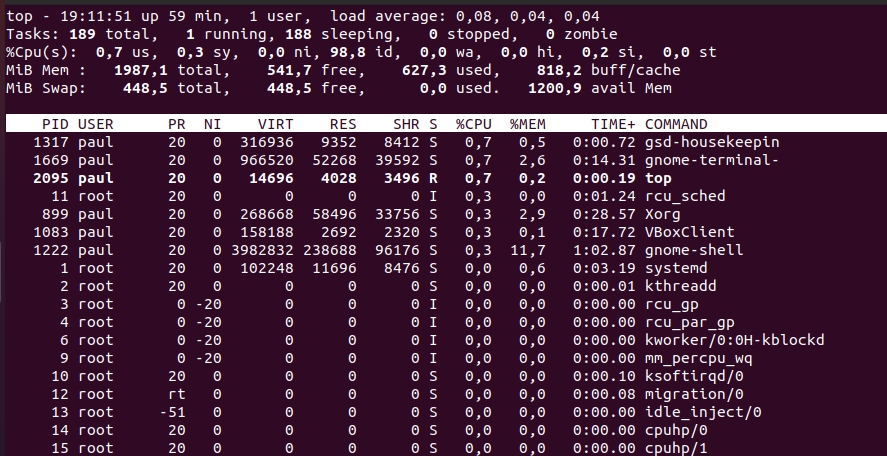 top - 19:11:51 up 59 min,  1 user,  load average: 0,08, 0,04, 0,04
Tasks: 189 total,   1 running, 188 sleeping,   0 stopped,   0 zombie
%Cpu(s):  0,7 us,  0,3 sy,  0,0 ni, 98,8 id,  0,0 wa,  0,0 hi,  0,2 si,  0,0 st
MiB Mem :   1987,1 total,    541,7 free,    627,3 used,    818,2 buff/cache
MiB Swap:    448,5 total,    448,5 free,      0,0 used.   1200,9 avail Mem
PID USER      PR  NI    VIRT    RES    SHR S  %CPU  %MEM     TIME+ COMMAND
1317 paul      20   0  316936   9352   8412 S   0,7   0,5   0:00.72 gsd-housekeepin
1669 paul      20   0  966520  52268  39592 S   0,7   2,6   0:14.31 gnome-terminal-
2095 paul      20   0   14696   4028   3496 R   0,7   0,2   0:00.19 top
11 root      20   0       0      0      0 I   0,3   0,0   0:01.24 rcu_sched
899 paul      20   0  268668  58496  33756 S   0,3   2,9   0:28.57 Xorg
1083 paul      20   0  158188   2692   2320 S   0,3   0,1   0:17.72 VBoxClient
1222 paul      20   0 3982832 238688  96176 S   0,3  11,7   1:02.87 gnome-shell
1 root      20   0  102248  11696   8476 S   0,0   0,6   0:03.19 systemd
2 root      20   0       0      0      0 S   0,0   0,0   0:00.01 kthreadd
3 root       0 -20       0      0      0 I   0,0   0,0   0:00.00 rcu_gp
4 root       0 -20       0      0      0 I   0,0   0,0   0:00.00 rcu_par_gp
6 root       0 -20       0      0      0 I   0,0   0,0   0:00.00 kworker/0:0H-kblockd
9 root       0 -20       0      0      0 I   0,0   0,0   0:00.00 mm_percpu_wq
10 root      20   0       0      0      0 S   0,0   0,0   0:00.10 ksoftirqd/0
12 root      rt   0       0      0      0 S   0,0   0,0   0:00.08 migration/0
13 root     -51   0       0      0      0 S   0,0   0,0   0:00.00 idle_inject/0
14 root      20   0       0      0      0 S   0,0   0,0   0:00.00 cpuhp/0
15 root      20   0       0      0      0 S   0,0   0,0   0:00.00 cpuhp/1